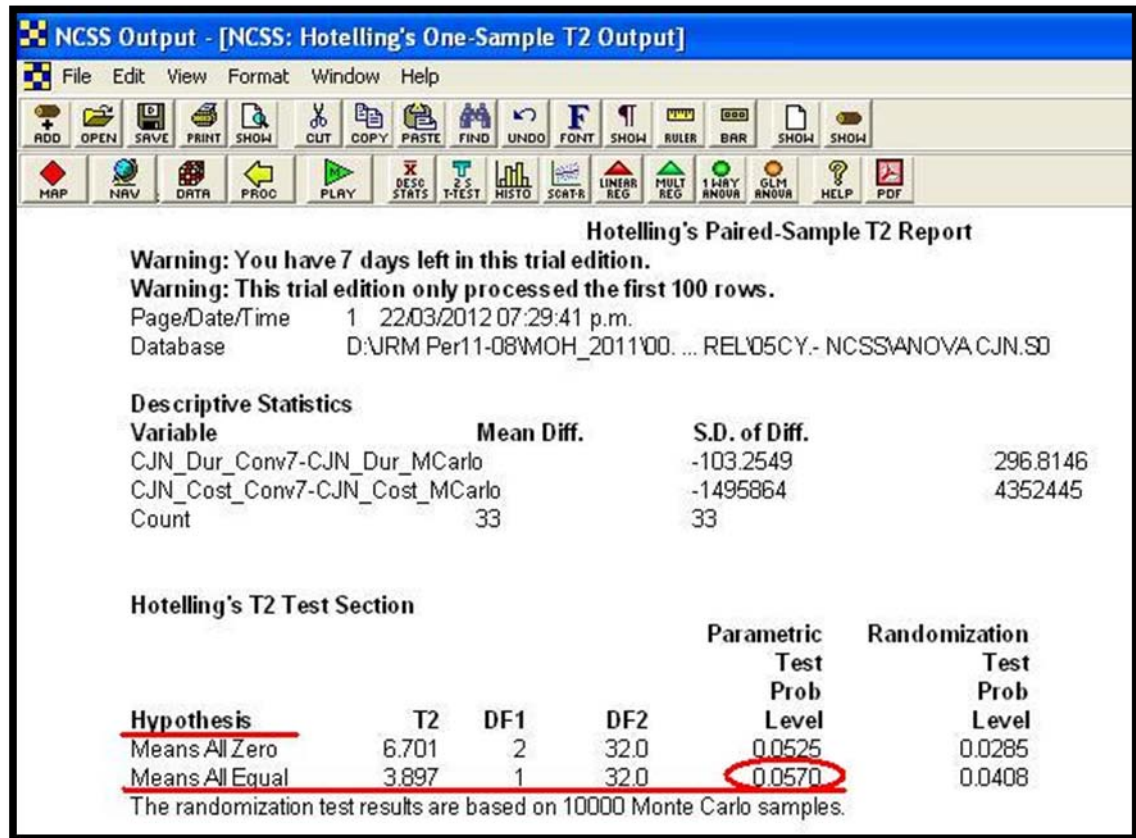 NCSS Output - [NCSS: Hotelling's One-Sample T2 Output]
File Edit View Format Window Help
ADD OPEN SAVE PRINT SHOW CUT COPY PASTE FIND UNDO FONT SHOW RULER BAR SHOW SHOW
MAP NAV DATA PROC PLAY DESC STATS 2 S T-TEST HISTO SCAT-R LINEAR REG MULT REG 1 WAY ANOVA GLM ANOVA HELP PDF
Hotelling's Paired-Sample T2 Report
Warning: You have 7 days left in this trial edition.
Warning: This trial edition only processed the first 100 rows.
Page/Date/Time 1 22/03/2012 07:29:41 p.m.
Database D:\JRM Per11-08\MOH_2011\00. ... REL\05CY.- NCSS\ANOVA CJN.S0
Descriptive Statistics
Variable Mean Diff. S.D. of Diff.
CJN_Dur_Conv7-CJN_Dur_MCarlo -103.2549 296.8146
CJN_Cost_Conv7-CJN_Cost_MCarlo -1495864 4352445
Count 33 33
Hotelling's T2 Test Section
Parametric Randomization
Test Test
Prob Prob
Hypothesis T2 DF1 DF2 Level Level
Means All Zero 6.701 2 32.0 0.0525 0.0285
Means All Equal 3.897 1 32.0 0.0570 0.0408
The randomization test results are based on 10000 Monte Carlo samples.